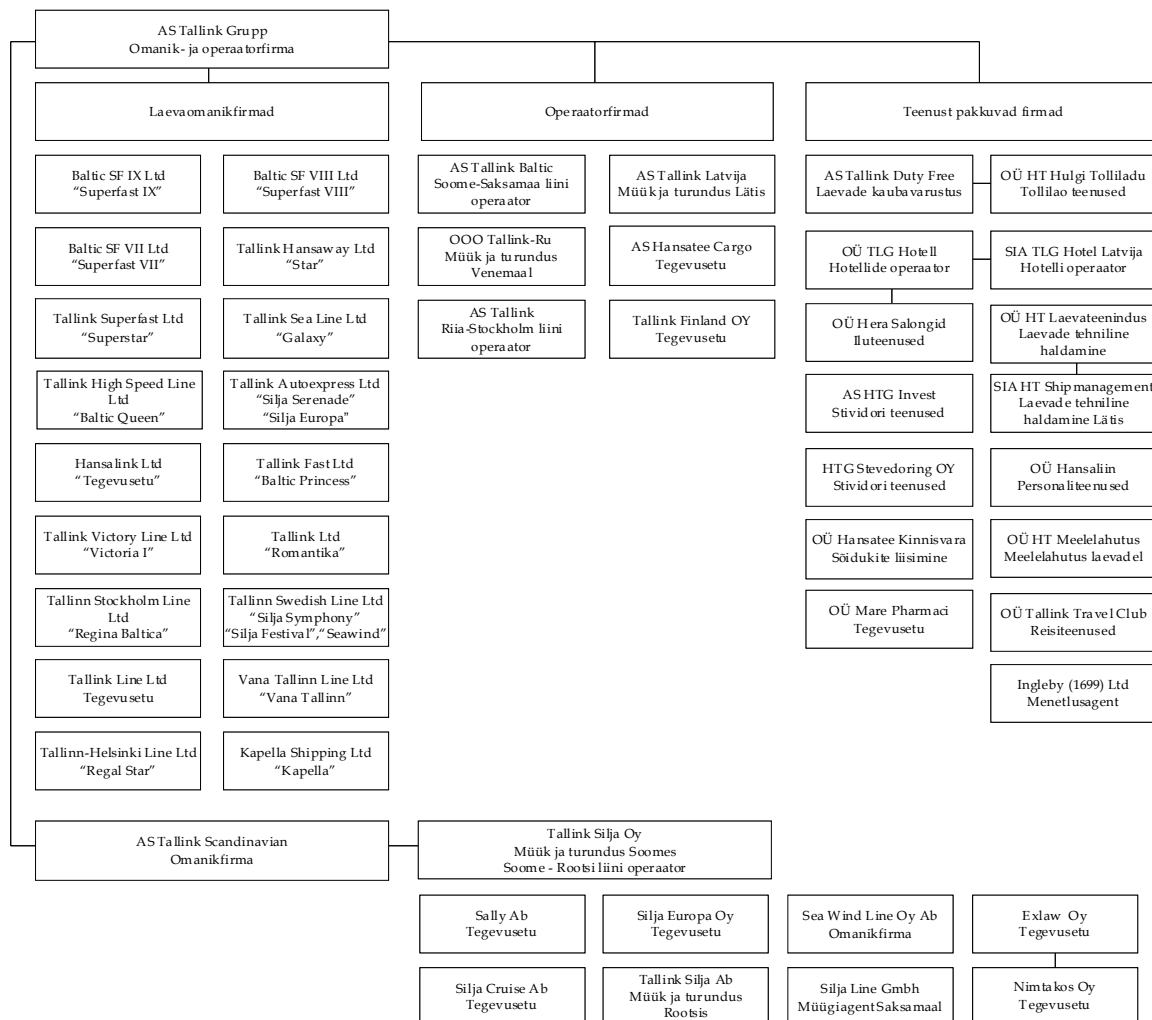 AS Tallink Grupp
Omanik- ja operaatorfirma
Laevaomanikfirmad
Operaatorfirmad
Teenust pakkuvad firmad
Baltic SF IX Ltd
“Superfast IX”
Baltic SF VIII Ltd
“Superfast VIII”
AS Tallink Baltic
Soome-Saksamaa liini
operaator
AS Tallink Latvija
Müük ja turundus Lätis
AS Tallink Duty Free
Laevade kaubavarustus
OÜ HT Hulgi Tolliladu
Tollilao teenused
Baltic SF VII Ltd
“Superfast VII”
Tallink Hansaway Ltd
“Star”
OOO Tallink-Ru
Müük ja turundus
Venemaal
AS Hansatee Cargo
Tegevusetu
OÜ TLG Hotell
Hotellide operaator
SIA TLG Hotel Latvija
Hotelli operaator
Tallink Superfast Ltd
“Superstar”
Tallink Sea Line Ltd
“Galaxy”
AS Tallink
Riia-Stockholm liini
operaator
Tallink Finland OY
Tegevusetu
OÜ Hera Salongid
Iluteenused
OÜ HT Laevateenindus
Laevade tehniline
haldamine
Tallink High Speed Line
Ltd
“Baltic Queen”
Tallink Autoexpress Ltd
“Silja Serenade”
“Silja Europa"
AS HTG Invest
Stividori teenused
SIA HT Shipmanagement
Laevade tehniline
haldamine Lätis
Hansalink Ltd
“Tegevusetu”
Tallink Fast Ltd
“Baltic Princess”
HTG Stevedoring OY
Stividori teenused
OÜ Hansaliin
Personaliteenused
Tallink Victory Line Ltd
“Victoria I”
Tallink Ltd
“Romantika”
OÜ Hansatee Kinnisvara
Sõidukite liisimine
OÜ HT Meelelahutus
Meelelahutus laevadel
Tallinn Stockholm Line
Ltd
“Regina Baltica”
Tallinn Swedish Line Ltd
“Silja Symphony”
“Silja Festival”,“Seawind”
OÜ Mare Pharmaci
Tegevusetu
OÜ Tallink Travel Club
Reisiteenused
Tallink Line Ltd
Tegevusetu
Vana Tallinn Line Ltd
“Vana Tallinn”
Ingleby (1699) Ltd
Menetlusagent
Tallinn-Helsinki Line Ltd
“Regal Star”
Kapella Shipping Ltd
“Kapella”
AS Tallink Scandinavian
Omanikfirma
Tallink Silja Oy
Müük ja turundus Soomes
Soome - Rootsi liini operaator
Sally Ab
Tegevusetu
Silja Europa Oy
Tegevusetu
Sea Wind Line Oy Ab
Omanikfirma
Exlaw Oy
Tegevusetu
Silja Cruise Ab
Tegevusetu
Tallink Silja Ab
Müük ja turundus
Rootsis
Silja Line Gmbh
Müügiagent Saksamaal
Nimtakos Oy
Tegevusetu